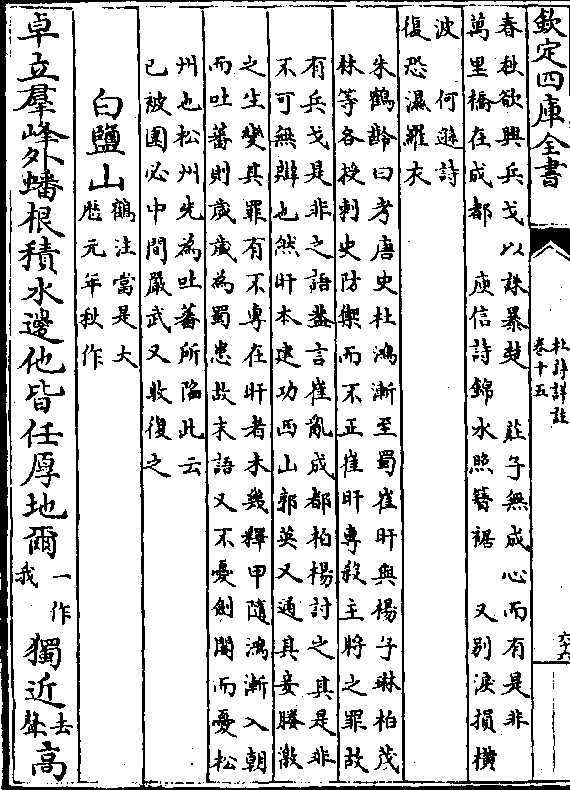 欽定四庫全書
杜詩詳註
卷十五
春秋欲興兵戈以誅暴楚　莊子無成心而有是非
萬里橋在成都　庾信詩錦水照簪裾　又別淚損橫
波　何遜詩
復恐濕羅衣
朱鶴齡曰考唐史杜鴻漸至蜀崔旰與楊子琳柏茂
林等各授刺史防禦而不正崔旰專殺主將之罪故
有兵戈是非之語葢言崔亂成都柏楊討之其是非
不可無辯也然旰本建功西山郭英乂通其妾媵激
之生變其罪有不專在旰者未幾釋甲隨鴻漸入朝
而吐蕃則歲歲為蜀患故末語又不憂劍閣而憂松
州也松州先為吐蕃所陷此云
已被圍必中間嚴武又收復之
白鹽山
鶴注當是大
厯元年秋作
卓立羣峰外蟠根積水邊他皆任厚地爾
一作
我
獨近
去
聲
高